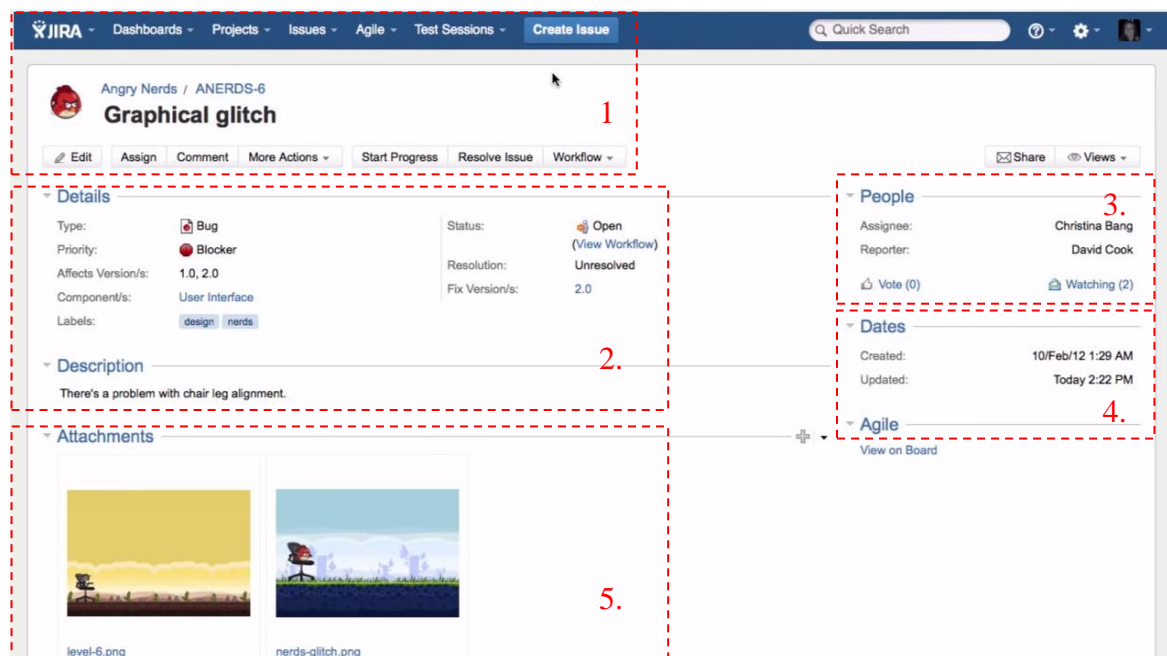 JIRA Dashboards Projects Issues Agile Test Sessions Create Issue Quick Search
Angry Nerds / ANERDS-6
Graphical glitch
1
Edit Assign Comment More Actions Start Progress Resolve Issue Workflow Share Views
Details
Type: Bug
Priority: Blocker
Affects Version/s: 1.0, 2.0
Component/s: User Interface
Labels: design nerds
Status: Open
(View Workflow)
Resolution: Unresolved
Fix Version/s: 2.0
2.
Description
There's a problem with chair leg alignment.
People
3.
Assignee: Christina Bang
Reporter: David Cook
Vote (0) Watching (2)
Dates
Created: 10/Feb/12 1:29 AM
Updated: Today 2:22 PM
4.
Agile
View on Board
Attachments
5.
level-6.png nerds-glitch.png